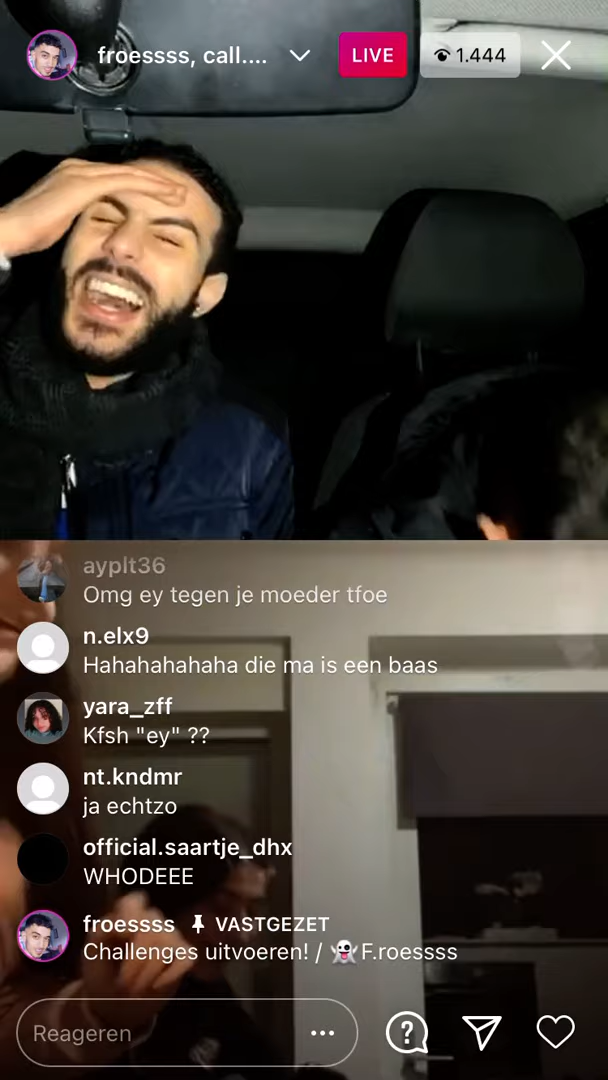 froessss, call.... LIVE 1.444
ayplt36
Omg ey tegen je moeder tfoe
n.elx9
Hahahahahaha die ma is een baas
yara_zff
Kfsh "ey" ??
nt.kndmr
ja echtzo
official.saartje_dhx
WHODEEE
froessss 📌 VASTGEZET
Challenges uitvoeren! / 👻F.roessss
Reageren